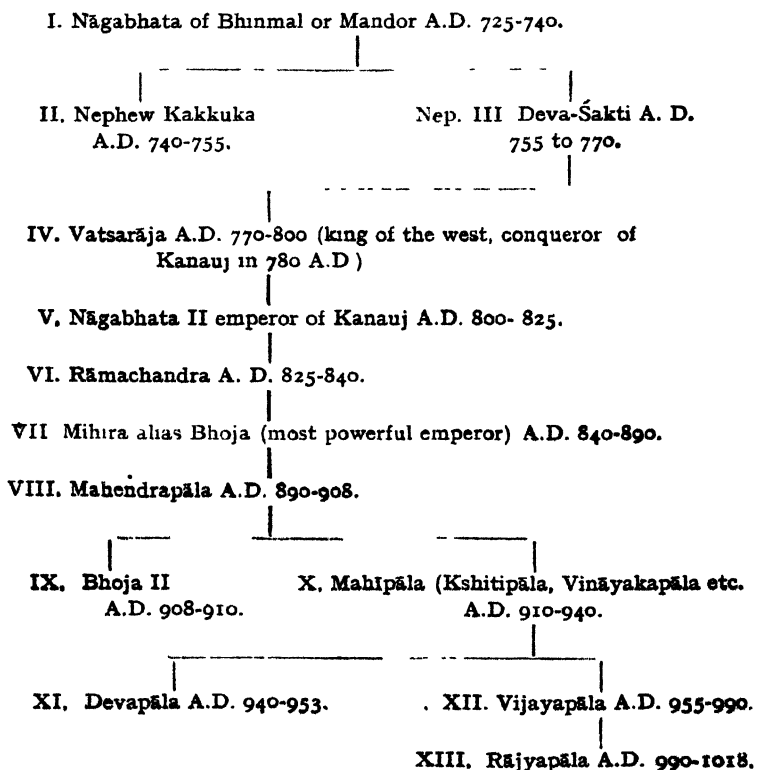 I. Nāgabhata of Bhinmal or Mandor A.D. 725-740.
II. Nephew Kakkuka
A.D. 740-755.
Nep. III Deva-Śakti A. D.
755 to 770.
IV. Vatsarāja A.D. 770-800 (king of the west, conqueror of
Kanauj in 780 A.D )
V. Nāgabhata II emperor of Kanauj A.D. 800- 825.
VI. Rāmachandra A. D. 825-840.
VII Mihira alias Bhoja (most powerful emperor) A.D. 840-890.
VIII. Mahendrapāla A.D. 890-908.
IX. Bhoja II
A.D. 908-910.
X. Mahīpāla (Kshitipāla, Vināyakapāla etc.
A.D. 910-940.
XI. Devapāla A.D. 940-953.
. XII. Vijayapāla A.D. 955-990.
XIII. Rājyapāla A.D. 990-1018.